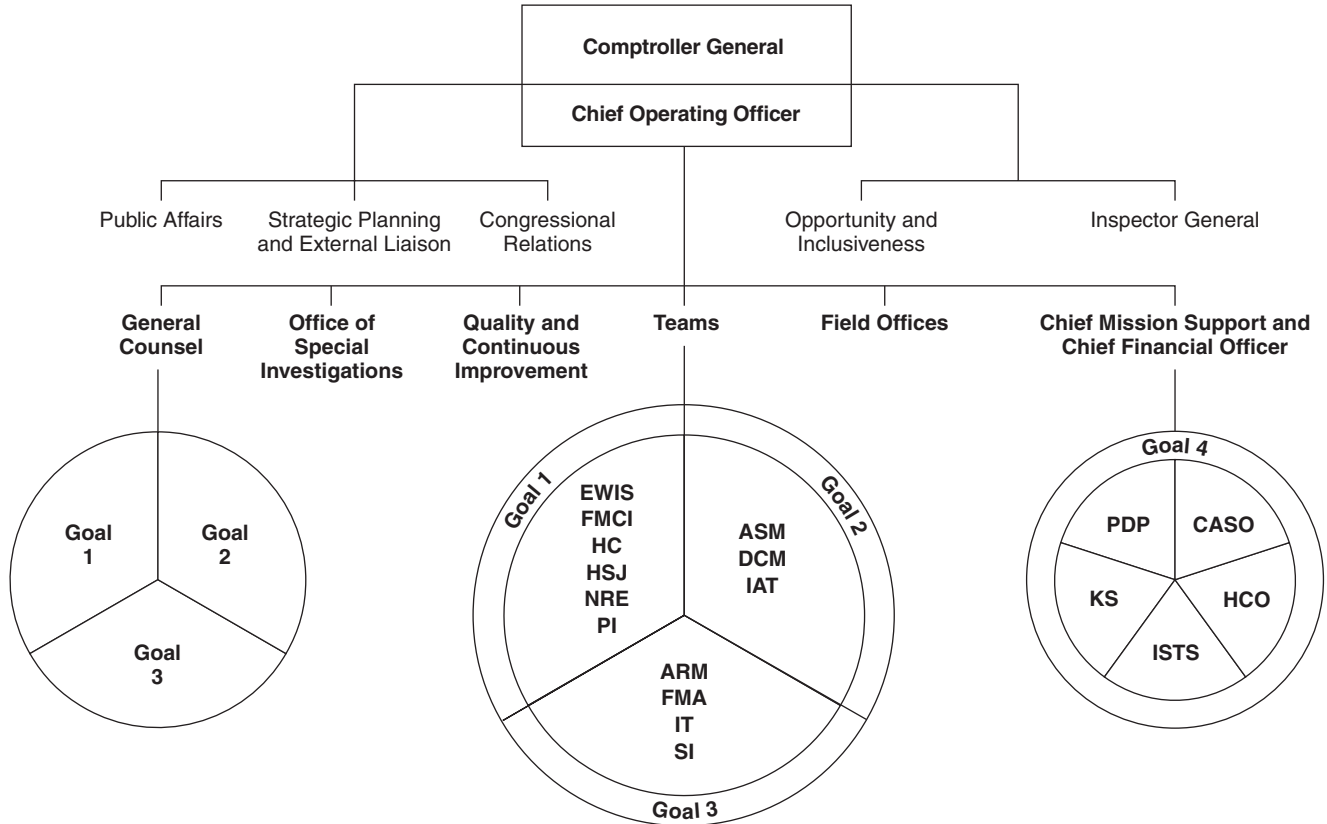 Comptroller General
Chief Operating Officer
Public Affairs
Strategic Planning
and External Liaison
Congressional
Relations
Opportunity and
Inclusiveness
Inspector General
General
Counsel
Office of
Special
Investigations
Quality and
Continuous
Improvement
Teams
Field Offices
Chief Mission Support and
Chief Financial Officer
Goal
1
Goal
2
Goal
3
Goal 1
EWIS
FMCI
HC
HSJ
NRE
PI
Goal 2
ASM
DCM
IAT
ARM
FMA
IT
SI
Goal 3
Goal 4
PDP
CASO
KS
HCO
ISTS